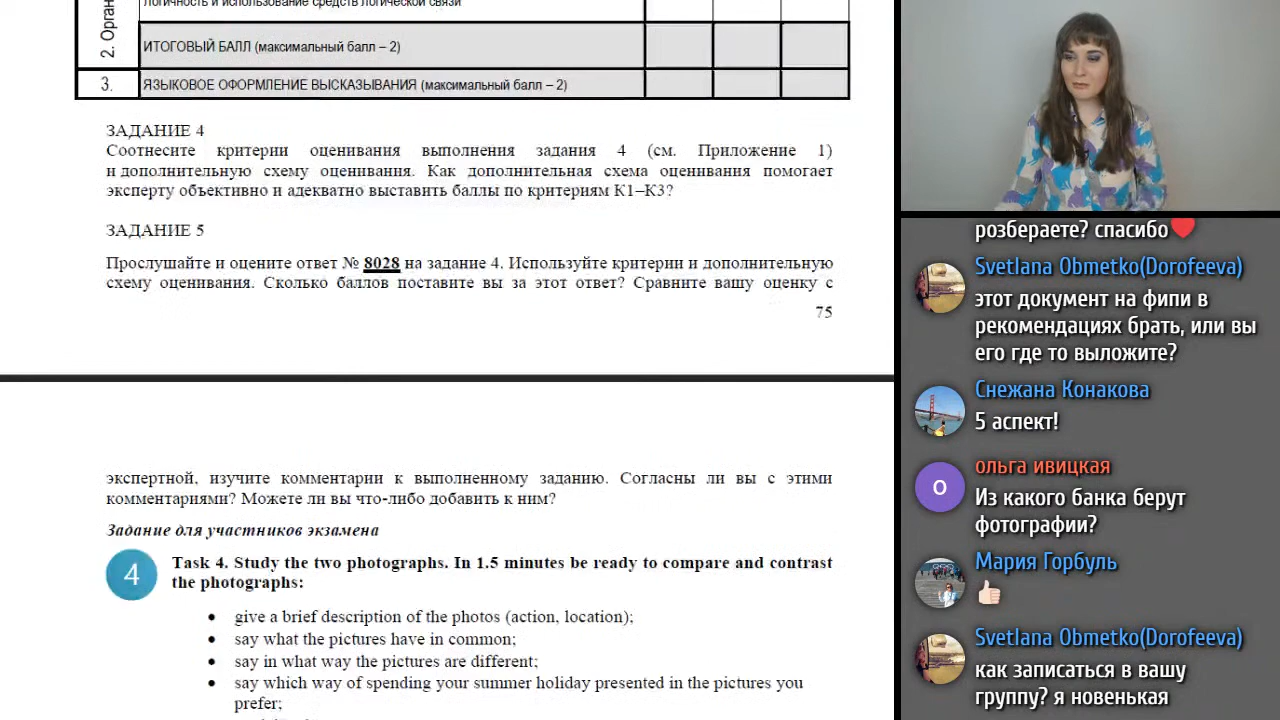 2. Орган
логичность и использование средств логической связи
ИТОГОВЫЙ БАЛЛ (максимальный балл – 2)
3.
ЯЗЫКОВОЕ ОФОРМЛЕНИЕ ВЫСКАЗЫВАНИЯ (максимальный балл – 2)
ЗАДАНИЕ 4
Соотнесите критерии оценивания выполнения задания 4 (см. Приложение 1)
и дополнительную схему оценивания. Как дополнительная схема оценивания помогает
эксперту объективно и адекватно выставить баллы по критериям К1–К3?
ЗАДАНИЕ 5
Прослушайте и оцените ответ № 8028 на задание 4. Используйте критерии и дополнительную
схему оценивания. Сколько баллов поставите вы за этот ответ? Сравните вашу оценку с
75
экспертной, изучите комментарии к выполненному заданию. Согласны ли вы с этими
комментариями? Можете ли вы что-либо добавить к ним?
Задание для участников экзамена
4
Task 4. Study the two photographs. In 1.5 minutes be ready to compare and contrast
the photographs:
• give a brief description of the photos (action, location);
• say what the pictures have in common;
• say in what way the pictures are different;
• say which way of spending your summer holiday presented in the pictures you
prefer;
розбераете? спасибо
Svetlana Obmetko(Dorofeeva)
этот документ на фипи в
рекомендациях брать, или вы
его где то выложите?
Снежана Конакова
5 аспект!
о
ольга ивицкая
Из какого банка берут
фотографии?
Мария Горбуль
Svetlana Obmetko(Dorofeeva)
как записаться в вашу
группу? я новенькая